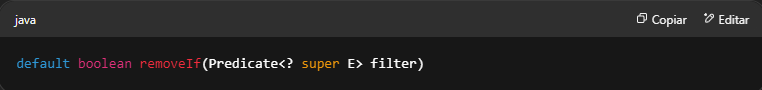 java Copiar Editar
default boolean removeIf(Predicate<? super E> filter)